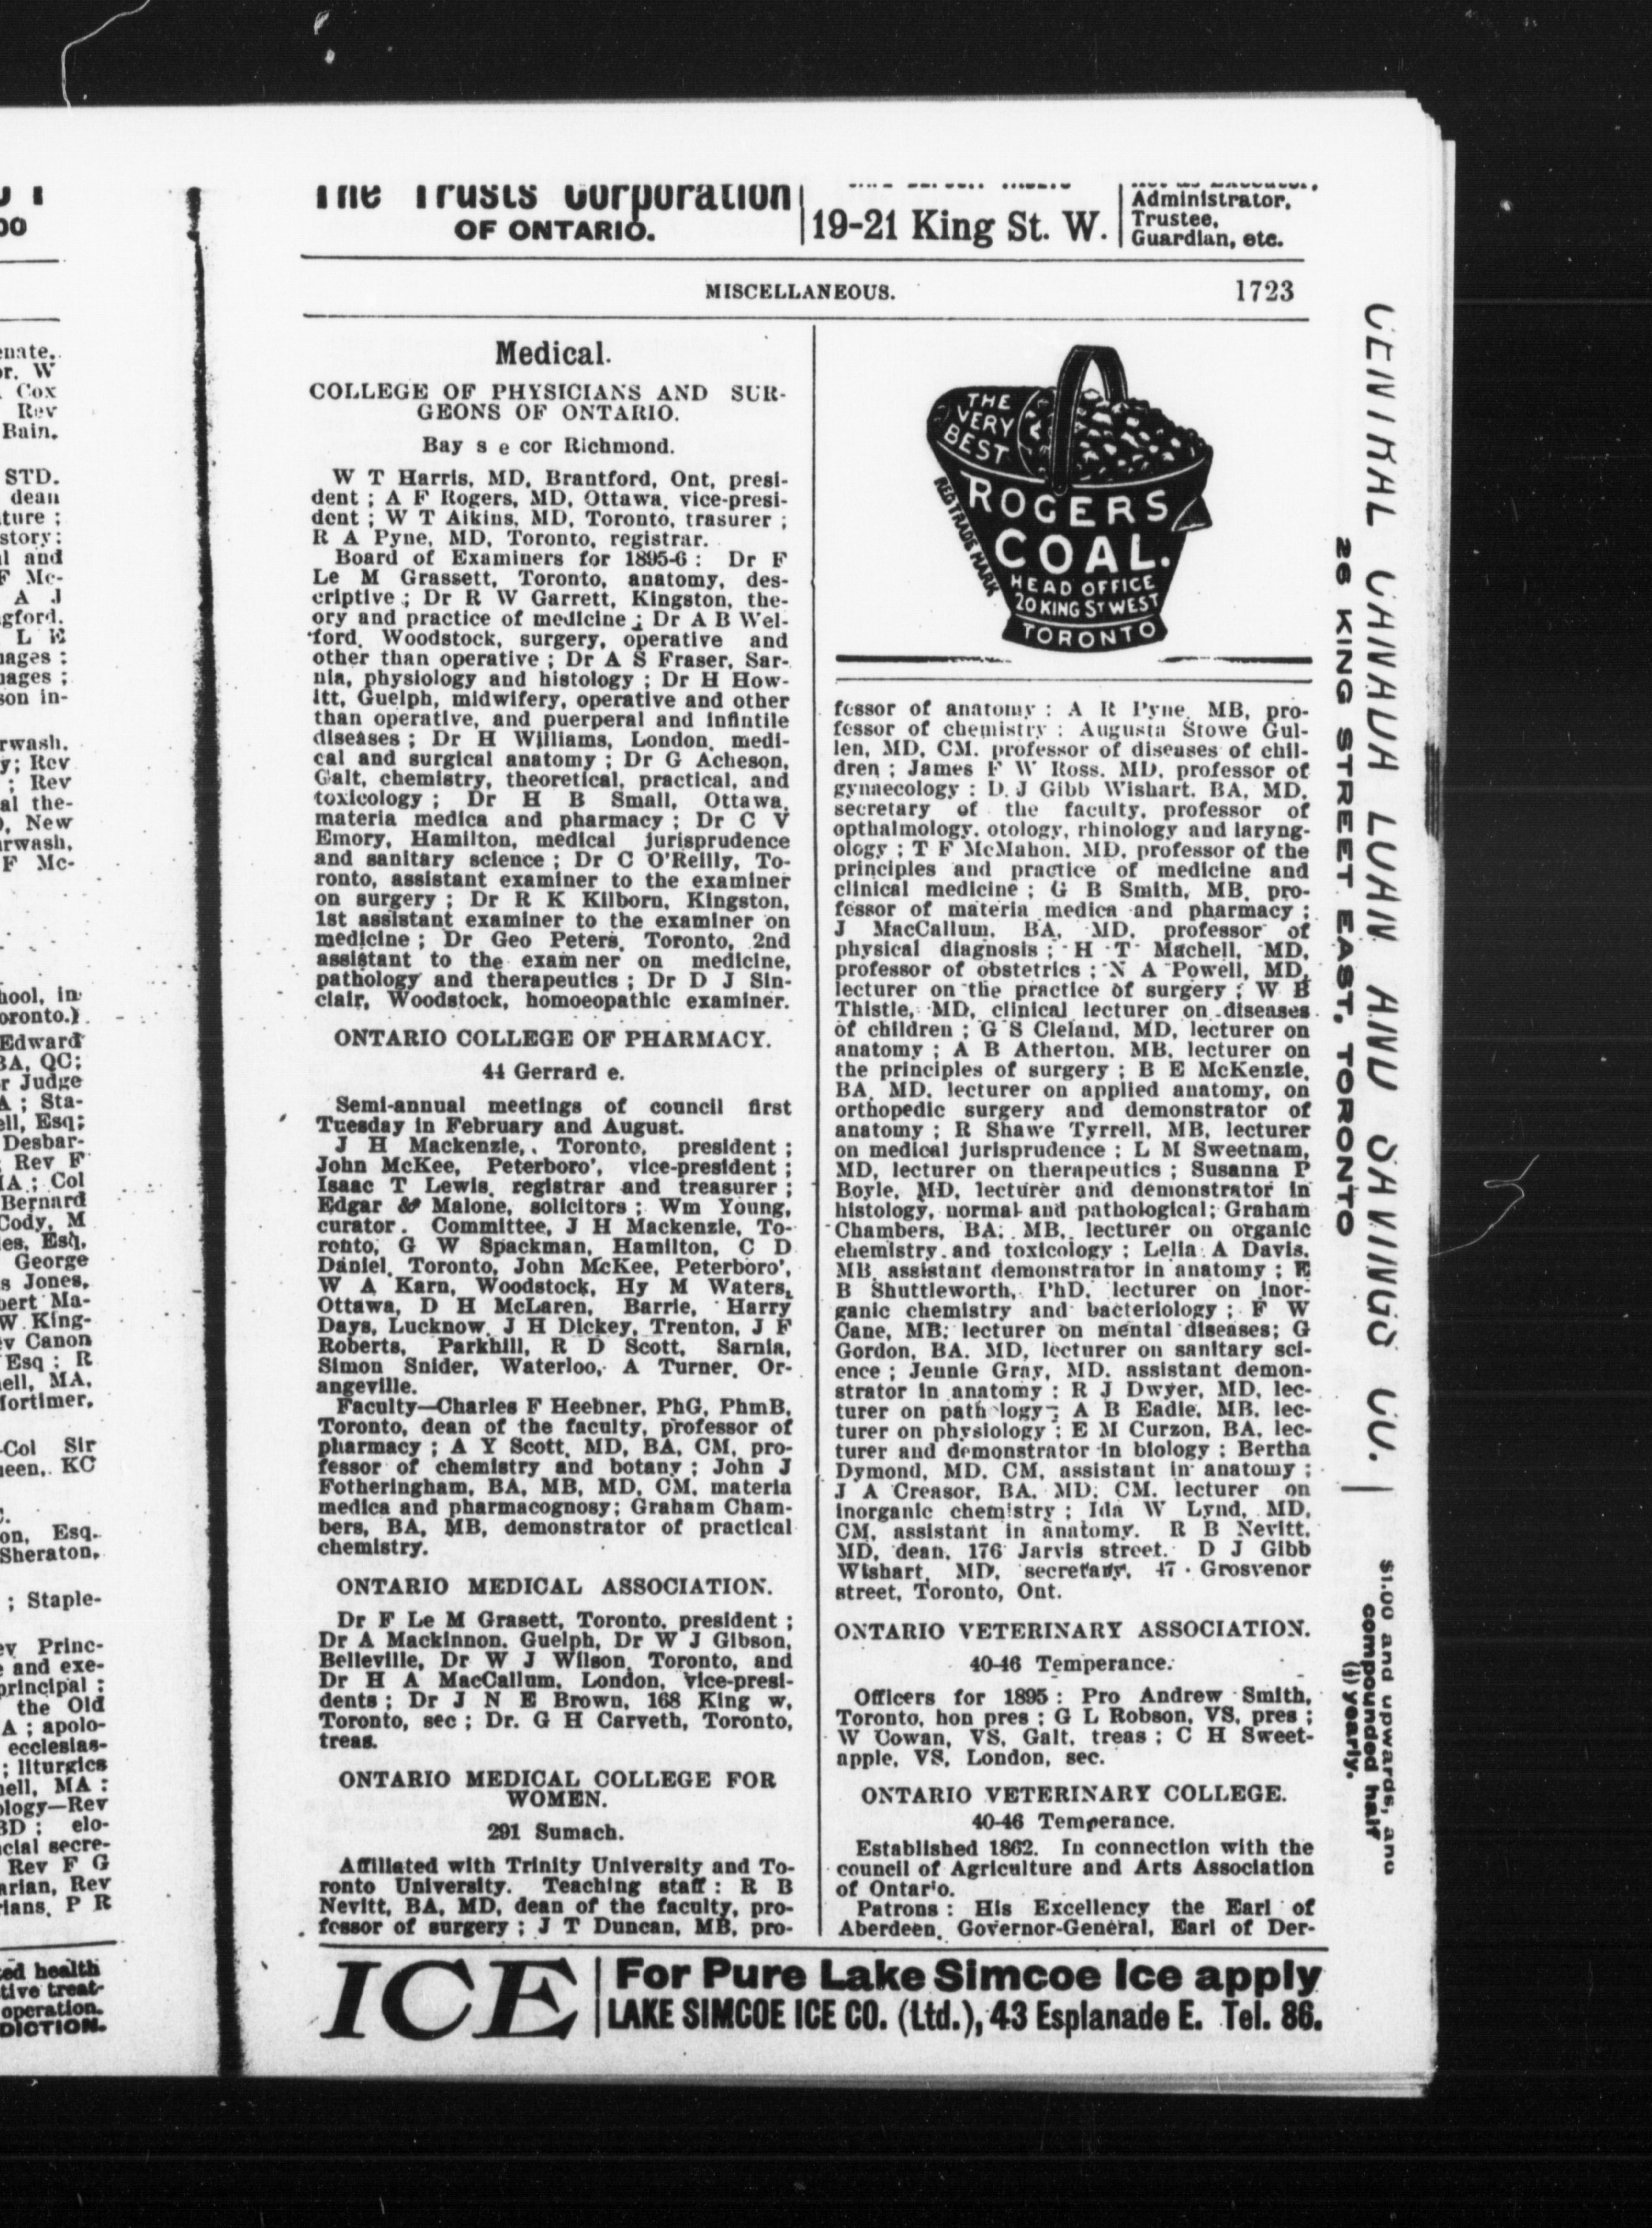 The Trusts Corporation
OF ONTARIO.
19-21 King St. W.
Administrator,
Trustee,
Guardian, etc.
MISCELLANEOUS. 1723
Medical.
COLLEGE OF PHYSICIANS AND SUR-
GEONS OF ONTARIO.
Bay s e cor Richmond.
W T Harris, MD, Brantford, Ont, presi-
dent ; A F Rogers, MD, Ottawa, vice-presi-
dent ; W T Aikins, MD, Toronto, trasurer ;
R A Pyne, MD, Toronto, registrar.
Board of Examiners for 1895-6 : Dr F
Le M Grassett, Toronto, anatomy, des-
criptive ; Dr R W Garrett, Kingston, the-
ory and practice of medicine ; Dr A B Wel-
ford, Woodstock, surgery, operative and
other than operative ; Dr A S Fraser, Sar-
nia, physiology and histology ; Dr H How-
itt, Guelph, midwifery, operative and other
than operative, and puerperal and infintile
diseases ; Dr H Williams, London, medi-
cal and surgical anatomy ; Dr G Acheson,
Galt, chemistry, theoretical, practical, and
toxicology ; Dr H B Small, Ottawa,
materia medica and pharmacy ; Dr C V
Emory, Hamilton, medical jurisprudence
and sanitary science ; Dr C O'Reilly, To-
ronto, assistant examiner to the examiner
on surgery ; Dr R K Kilborn, Kingston,
1st assistant examiner to the examiner on
medicine ; Dr Geo Peters, Toronto, 2nd
assistant to the exam ner on medicine,
pathology and therapeutics ; Dr D J Sin-
clair, Woodstock, homoeopathic examiner.
ONTARIO COLLEGE OF PHARMACY.
44 Gerrard e.
Semi-annual meetings of council first
Tuesday in February and August.
J H Mackenzie, Toronto, president ;
John McKee, Peterboro', vice-president ;
Isaac T Lewis, registrar and treasurer ;
Edgar & Malone, solicitors ; Wm Young,
curator. Committee, J H Mackenzie, To-
ronto, G W Spackman, Hamilton, C D
Daniel, Toronto, John McKee, Peterboro',
W A Karn, Woodstock, Hy M Waters,
Ottawa, D H McLaren, Barrie, Harry
Days, Lucknow, J H Dickey, Trenton, J F
Roberts, Parkhill, R D Scott, Sarnia,
Simon Snider, Waterloo, A Turner, Or-
angeville.
Faculty—Charles F Heebner, PhG, PhmB,
Toronto, dean of the faculty, professor of
pharmacy ; A Y Scott, MD, BA, CM, pro-
fessor of chemistry and botany ; John J
Fotheringham, BA, MB, MD, CM, materia
medica and pharmacognosy; Graham Cham-
bers, BA, MB, demonstrator of practical
chemistry.
ONTARIO MEDICAL ASSOCIATION.
Dr F Le M Grasett, Toronto, president ;
Dr A Mackinnon, Guelph, Dr W J Gibson,
Belleville, Dr W J Wilson, Toronto, and
Dr H A MacCallum, London, vice-presi-
dents ; Dr J N E Brown, 168 King w,
Toronto, sec ; Dr. G H Carveth, Toronto,
treas.
ONTARIO MEDICAL COLLEGE FOR
WOMEN.
291 Sumach.
Affiliated with Trinity University and To-
ronto University. Teaching staff : R B
Nevitt, BA, MD, dean of the faculty, pro-
fessor of surgery ; J T Duncan, MB, pro-
THE
VERY
BEST
ROGERS
COAL.
HEAD OFFICE
20 KING ST WEST
TORONTO
REG TRADE MARK
fessor of anatomy ; A R Pyne, MB, pro-
fessor of chemistry ; Augusta Stowe Gul-
len, MD, CM, professor of diseases of chil-
dren ; James F W Ross, MD, professor of
gynaecology ; D J Gibb Wishart, BA, MD,
secretary of the faculty, professor of
opthalmology, otology, rhinology and laryng-
ology ; T F McMahon, MD, professor of the
principles and practice of medicine and
clinical medicine ; G B Smith, MB, pro-
fessor of materia medica and pharmacy ;
J MacCallum, BA, MD, professor of
physical diagnosis ; H T Machell, MD,
professor of obstetrics ; N A Powell, MD,
lecturer on the practice of surgery ; W B
Thistle, MD, clinical lecturer on diseases
of children ; G S Cleland, MD, lecturer on
anatomy ; A B Atherton, MB, lecturer on
the principles of surgery ; B E McKenzie,
BA, MD, lecturer on applied anatomy, on
orthopedic surgery and demonstrator of
anatomy ; R Shawe Tyrrell, MB, lecturer
on medical jurisprudence ; L M Sweetnam,
MD, lecturer on therapeutics ; Susanna P
Boyle, MD, lecturer and demonstrator in
histology, normal and pathological; Graham
Chambers, BA, MB, lecturer on organic
chemistry and toxicology ; Lelia A Davis,
MB, assistant demonstrator in anatomy ; E
B Shuttleworth, PhD, lecturer on inor-
ganic chemistry and bacteriology ; F W
Cane, MB, lecturer on mental diseases; G
Gordon, BA, MD, lecturer on sanitary sci-
ence ; Jennie Gray, MD, assistant demon-
strator in anatomy ; R J Dwyer, MD, lec-
turer on path logy ; A B Eadie, MB, lec-
turer on physiology ; E M Curzon, BA, lec-
turer and demonstrator in biology ; Bertha
Dymond, MD, CM, assistant in anatomy ;
J A Creasor, BA, MD, CM, lecturer on
inorganic chemistry ; Ida W Lynd, MD,
CM, assistant in anatomy. R B Nevitt,
MD, dean, 176 Jarvis street. D J Gibb
Wishart, MD, secretary, 47 Grosvenor
street, Toronto, Ont.
ONTARIO VETERINARY ASSOCIATION.
40-46 Temperance.
Officers for 1895 : Pro Andrew Smith,
Toronto, hon pres ; G L Robson, VS, pres ;
W Cowan, VS, Galt, treas ; C H Sweet-
apple, VS, London, sec.
ONTARIO VETERINARY COLLEGE.
40-46 Temperance.
Established 1862. In connection with the
council of Agriculture and Arts Association
of Ontario.
Patrons : His Excellency the Earl of
Aberdeen, Governor-General, Earl of Der-
CENTRAL CANADA LOAN AND SAVINGS CO.
26 KING STREET EAST, TORONTO
$1.00 and upwards, and
compounded half
yearly.
ICE
For Pure Lake Simcoe Ice apply
LAKE SIMCOE ICE CO. (Ltd.), 43 Esplanade E. Tel. 86.